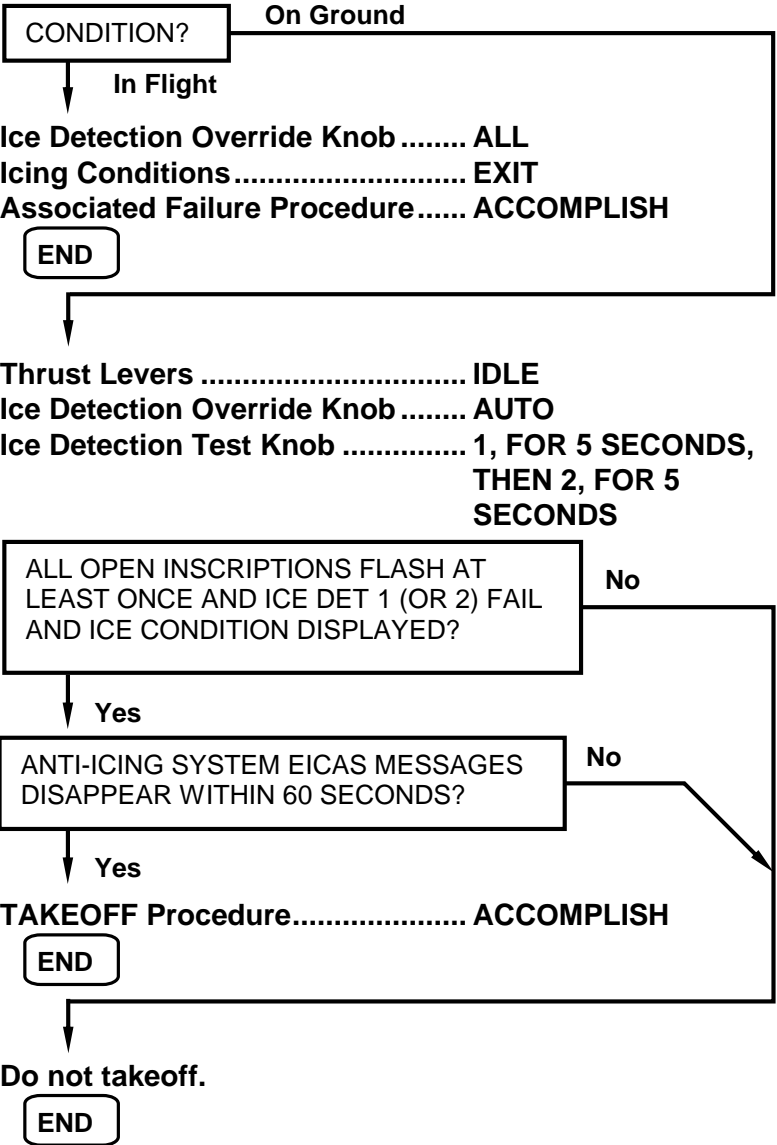 On Ground
CONDITION?
In Flight
Ice Detection Override Knob ........ ALL
Icing Conditions............................ EXIT
Associated Failure Procedure...... ACCOMPLISH
END
Thrust Levers ................................ IDLE
Ice Detection Override Knob ........ AUTO
Ice Detection Test Knob ............... 1, FOR 5 SECONDS,
THEN 2, FOR 5
SECONDS
ALL OPEN INSCRIPTIONS FLASH AT
LEAST ONCE AND ICE DET 1 (OR 2) FAIL
AND ICE CONDITION DISPLAYED?
No
Yes
ANTI-ICING SYSTEM EICAS MESSAGES
DISAPPEAR WITHIN 60 SECONDS?
No
Yes
TAKEOFF Procedure..................... ACCOMPLISH
END
Do not takeoff.
END